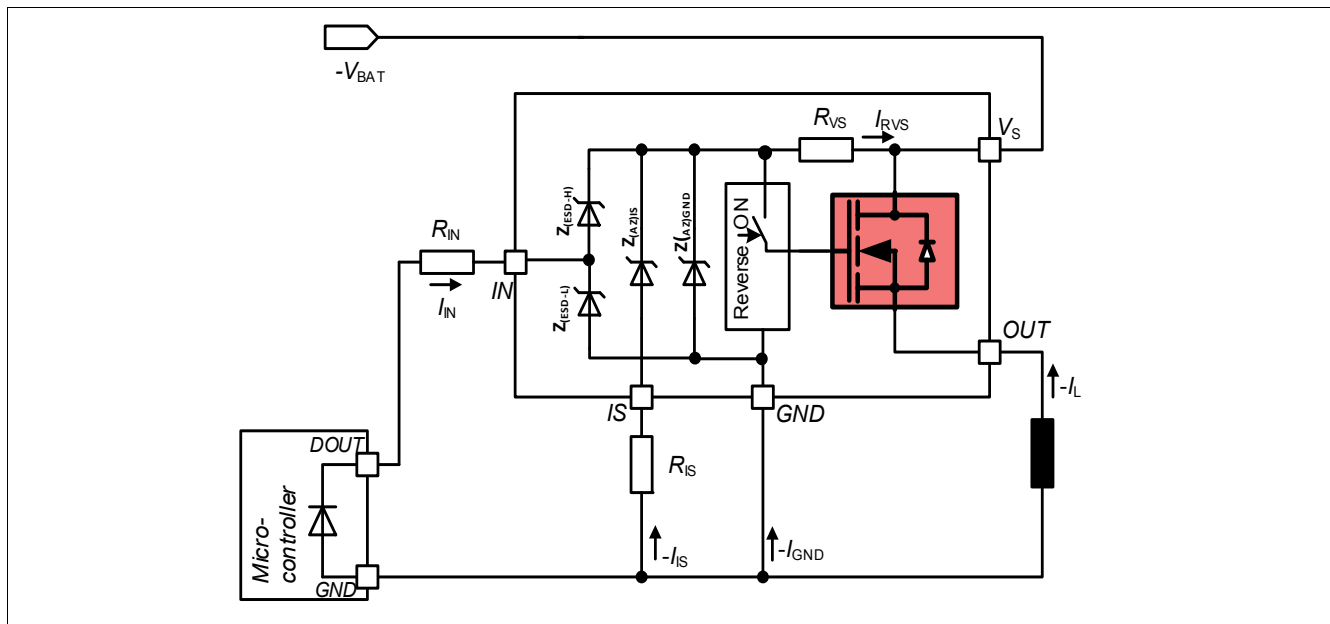 -VBAT
RVS
IRVS
VS
Z(ESD-H)
Z(AZ)IS
Z(AZ)GND
Reverse ON
RIN
IN
IIN
Z(ESD-L)
OUT
-IL
IS
GND
DOUT
RIS
Micro-
controller
-IIS
-IGND
GND